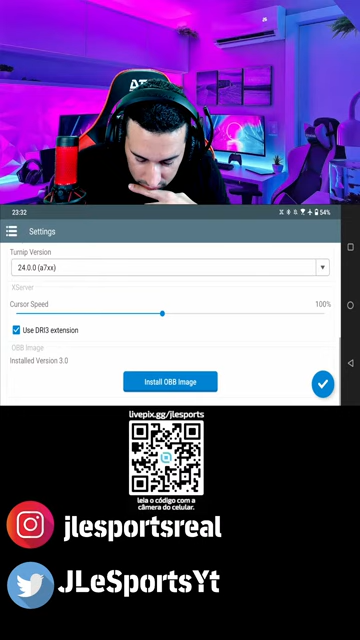 23:32
54%
Settings
Turnip Version
24.0.0 (a7xx)
XServer
Cursor Speed
100%
Use DRI3 extension
OBB Image
Installed Version 3.0
Install OBB Image
livepix.gg/jlesports
leia o código com a
câmera do celular.
jlesportsreal
JLeSportsYt